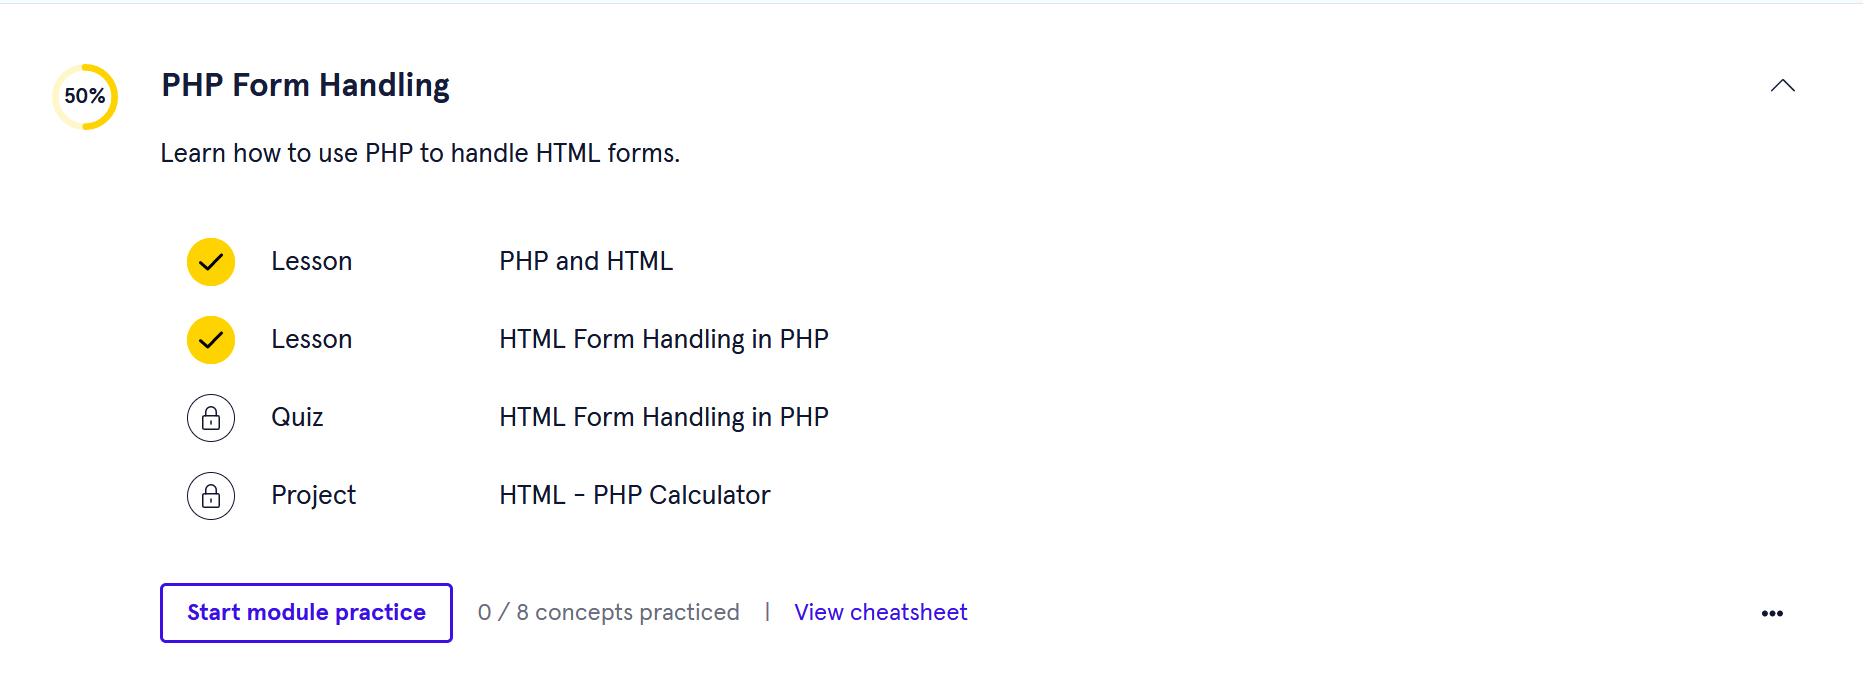 50%
PHP Form Handling
Learn how to use PHP to handle HTML forms.
Lesson PHP and HTML
Lesson HTML Form Handling in PHP
Quiz HTML Form Handling in PHP
Project HTML - PHP Calculator
Start module practice 0 / 8 concepts practiced | View cheatsheet